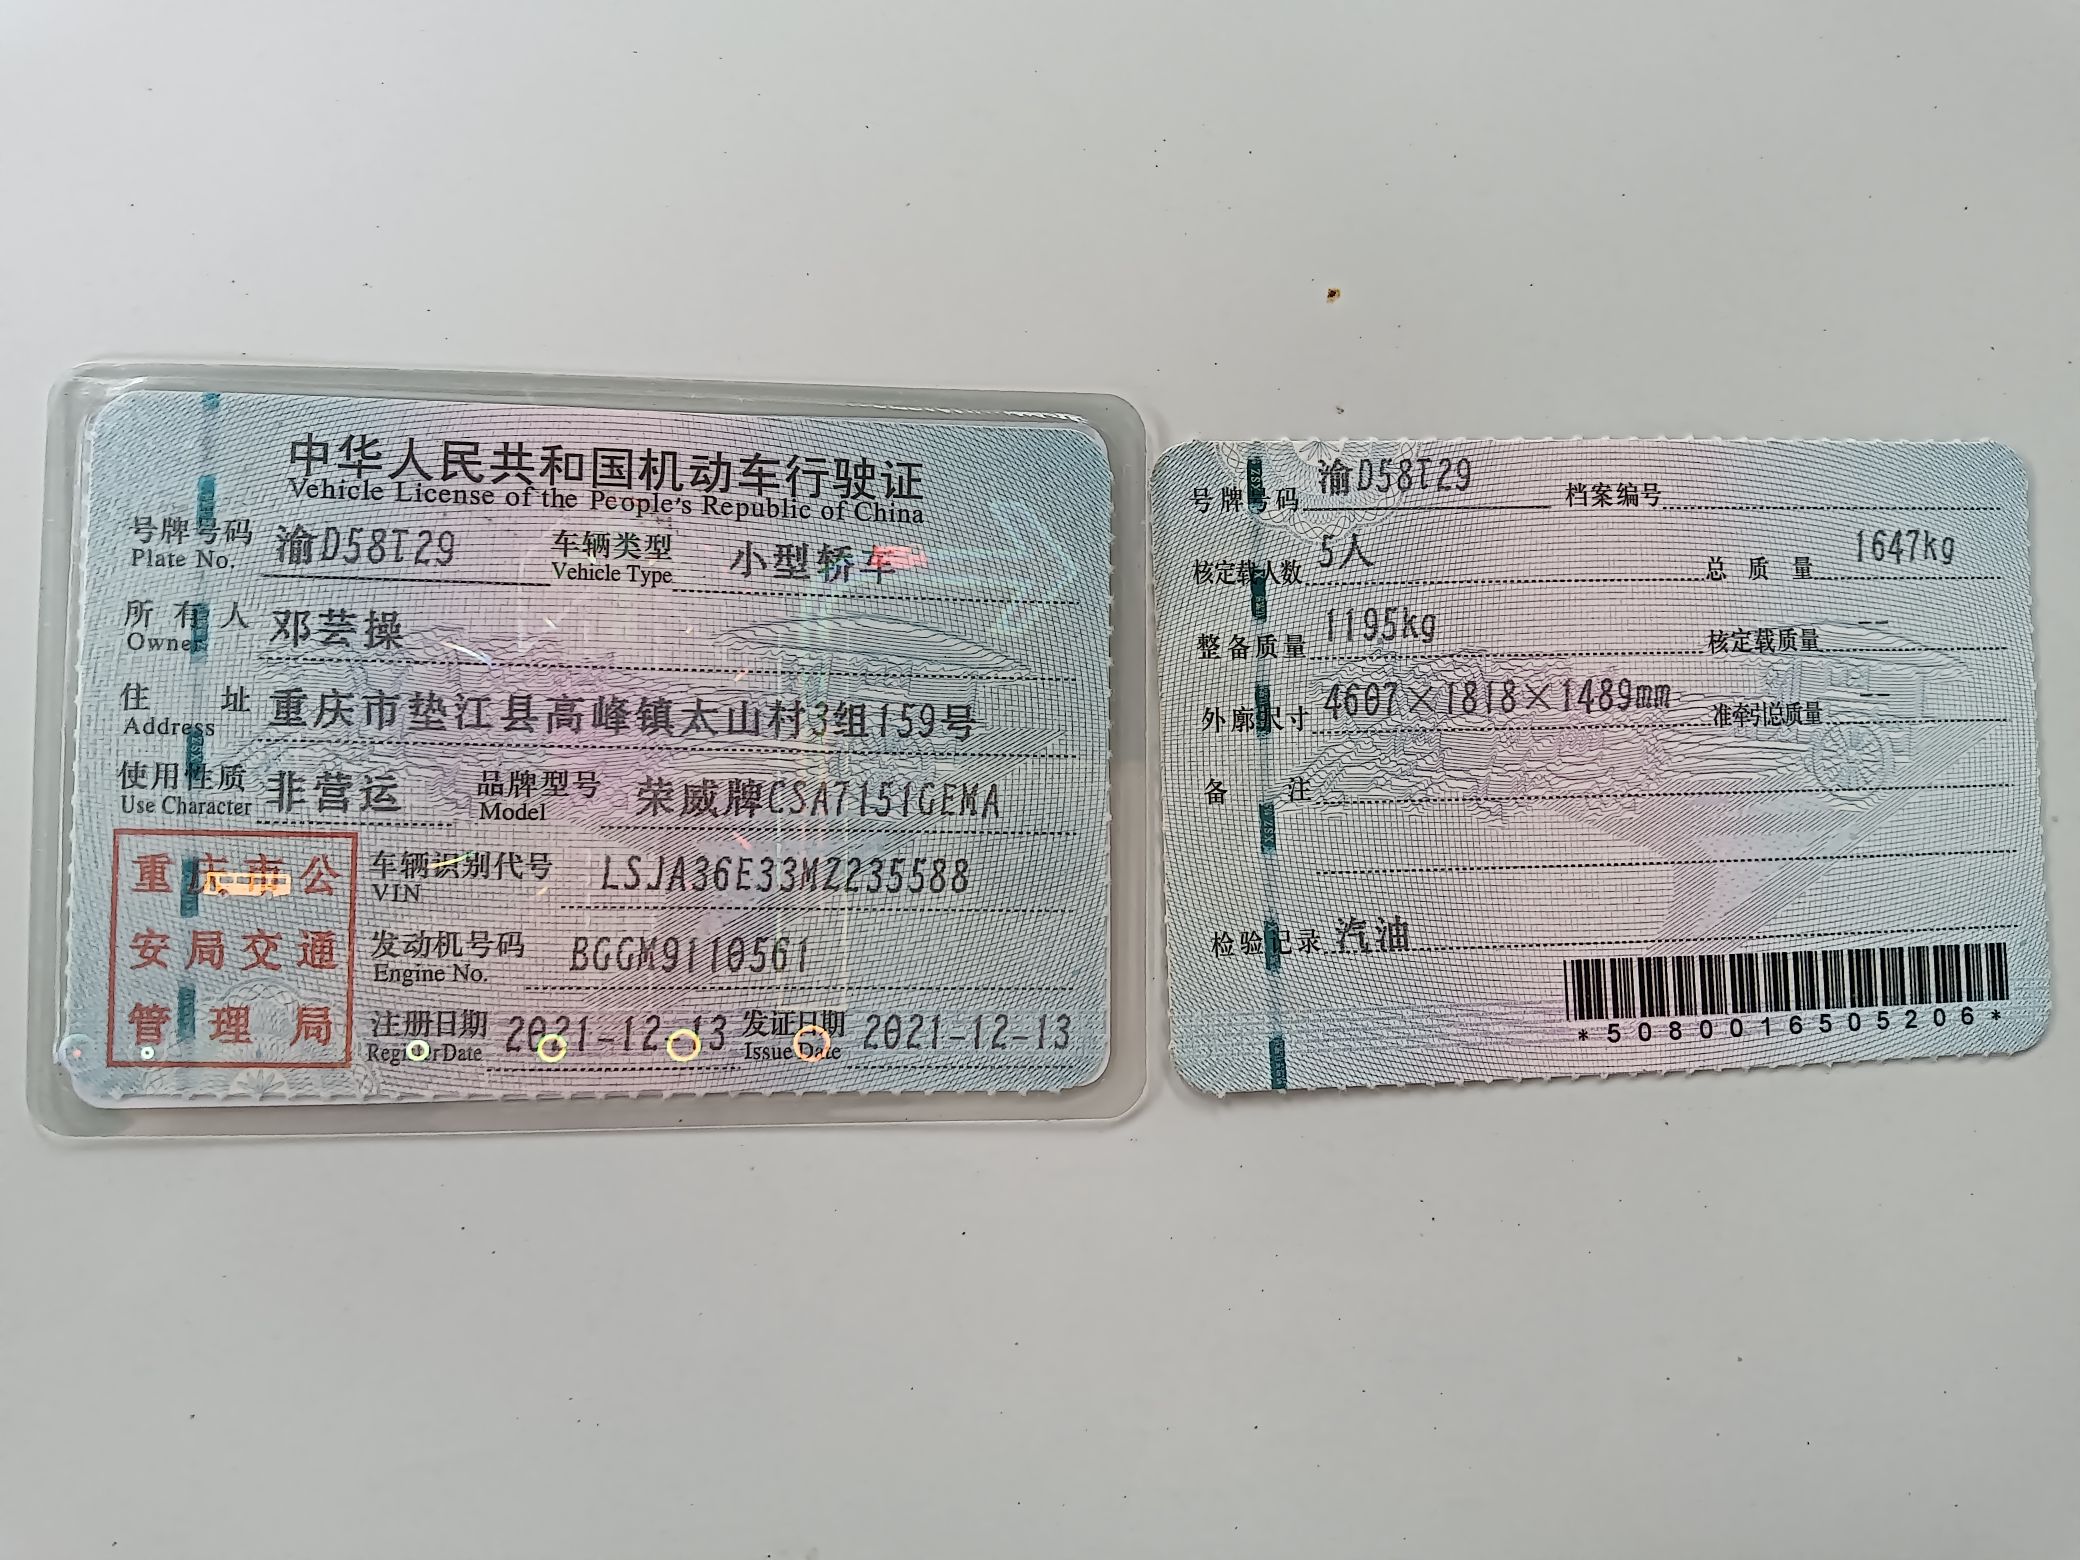 中华人民共和国机动车行驶证
Vehicle License of the People's Republic of China
号牌号码 渝D58T29 车辆类型 小型轿车
Plate No. Vehicle Type
所有人 邓芸操
Owner
住址 重庆市垫江县高峰镇太山村3组159号
Address
使用性质 非营运 品牌型号 荣威牌CSA7151GEMA
Use Character Model
重庆市公
安局交通
管理局
车辆识别代号 LSJA36E33MZ235588
VIN
发动机号码 BGGM9110561
Engine No.
注册日期 2021-12-13 发证日期 2021-12-13
Register Date Issue Date
号牌号码 渝D58T29 档案编号
核定载人数 5人 总质量 1647kg
整备质量 1195kg 核定载质量 --
外廓尺寸 4607×1818×1489mm 准牵引总质量 --
备注
检验记录 汽油
*5080016505206*